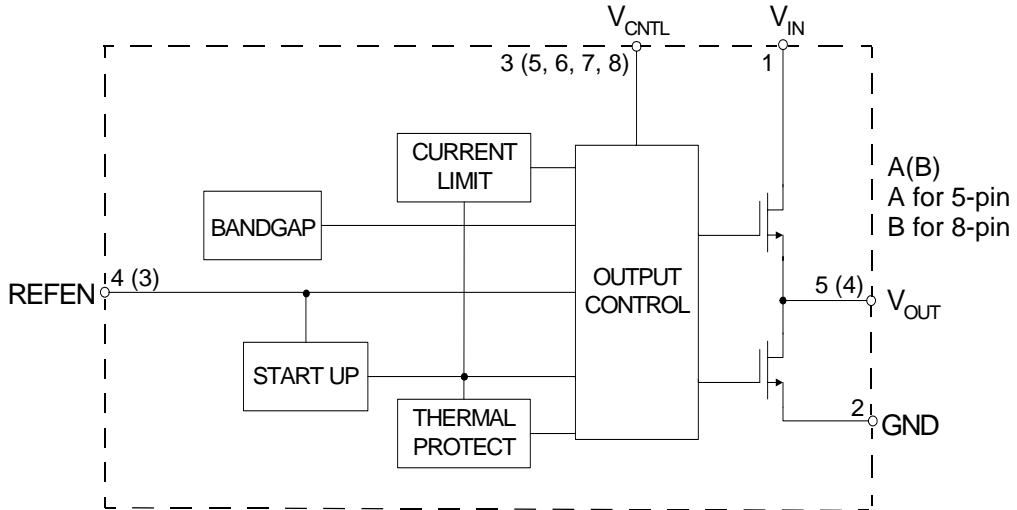 VCNTL
VIN
3 (5, 6, 7, 8)
1
CURRENT
LIMIT
A(B)
A for 5-pin
B for 8-pin
BANDGAP
OUTPUT
CONTROL
REFEN
4 (3)
5 (4)
VOUT
START UP
THERMAL
PROTECT
2
GND